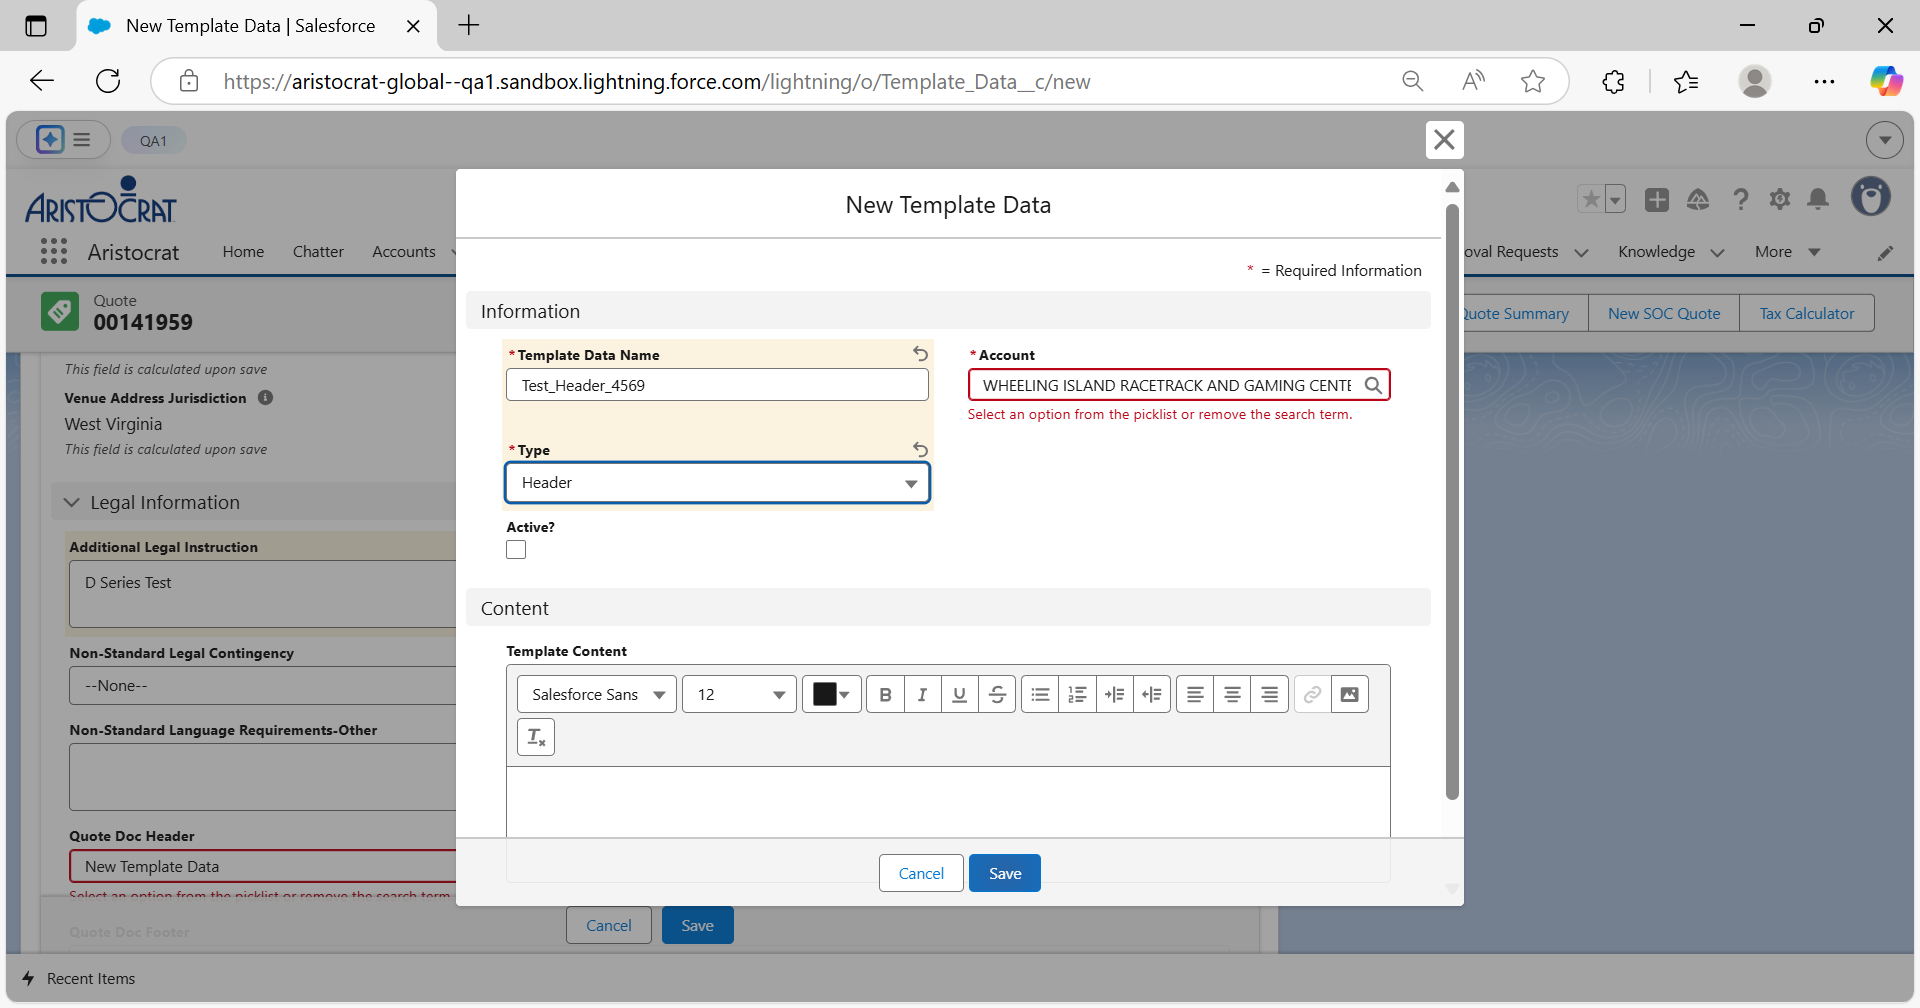 New Template Data | Salesforce
https://aristocrat-global--qa1.sandbox.lightning.force.com/lightning/o/Template_Data__c/new
QA1
ARISTOCRAT
Aristocrat
Home
Chatter
Accounts
oval Requests
Knowledge
More
Quote
00141959
Quote Summary
New SOC Quote
Tax Calculator
This field is calculated upon save
Venue Address Jurisdiction
West Virginia
This field is calculated upon save
Legal Information
Additional Legal Instruction
D Series Test
Non-Standard Legal Contingency
--None--
Non-Standard Language Requirements-Other
Quote Doc Header
New Template Data
Select an option from the picklist or remove the search term
Quote Doc Footer
Cancel
Save
Recent Items
New Template Data
* = Required Information
Information
*Template Data Name
Test_Header_4569
*Account
WHEELING ISLAND RACETRACK AND GAMING CENTE
Select an option from the picklist or remove the search term.
*Type
Header
Active?
Content
Template Content
Salesforce Sans
12
Cancel
Save